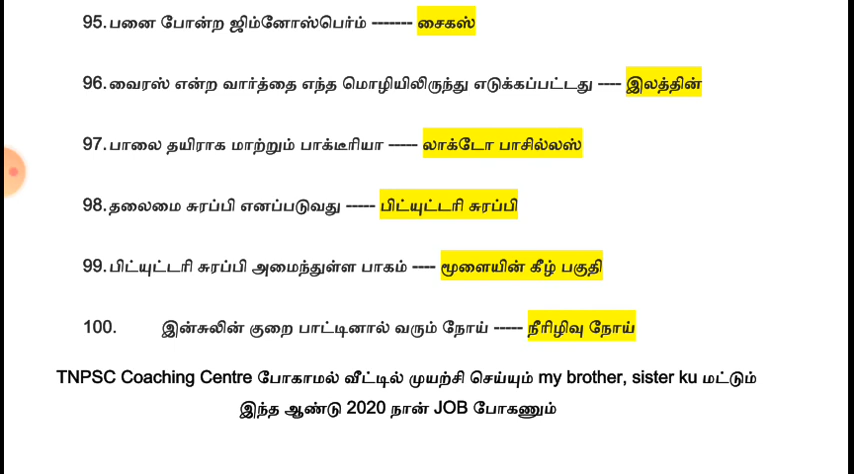 95. பனை போன்ற ஜிம்னோஸ்பெர்ம் ------- சைகஸ்
96. வைரஸ் என்ற வார்த்தை எந்த மொழியிலிருந்து எடுக்கப்பட்டது ---- இலத்தின்
97. பாலை தயிராக மாற்றும் பாக்டீரியா ----- லாக்டோ பாசில்லஸ்
98. தலைமை சுரப்பி எனப்படுவது ----- பிட்யுட்டரி சுரப்பி
99. பிட்யுட்டரி சுரப்பி அமைந்துள்ள பாகம் ---- மூளையின் கீழ் பகுதி
100. இன்சுலின் குறை பாட்டினால் வரும் நோய் ----- நீரிழிவு நோய்
TNPSC Coaching Centre போகாமல் வீட்டில் முயற்சி செய்யும் my brother, sister ku மட்டும்
இந்த ஆண்டு 2020 நான் JOB போகணும்